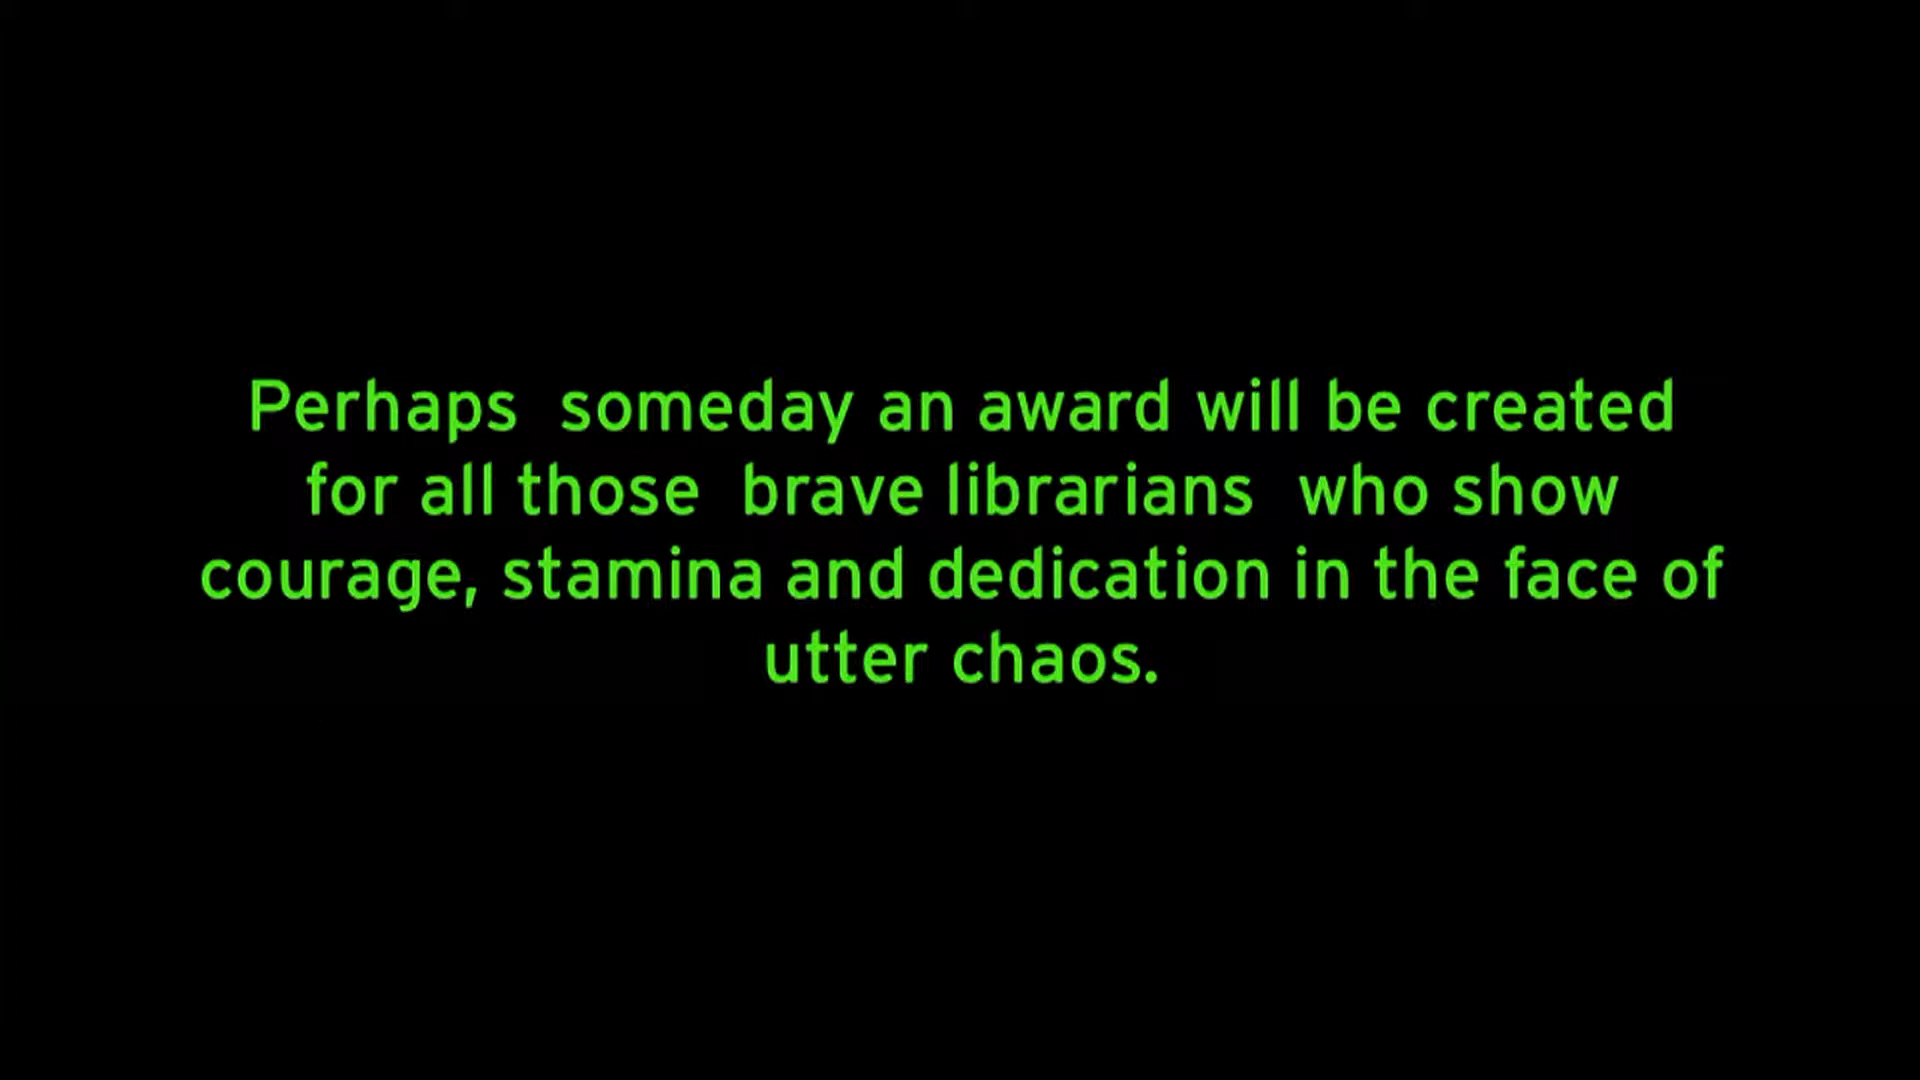 Perhaps  someday an award will be created
for all those  brave librarians  who show
courage, stamina and dedication in the face of
utter chaos.